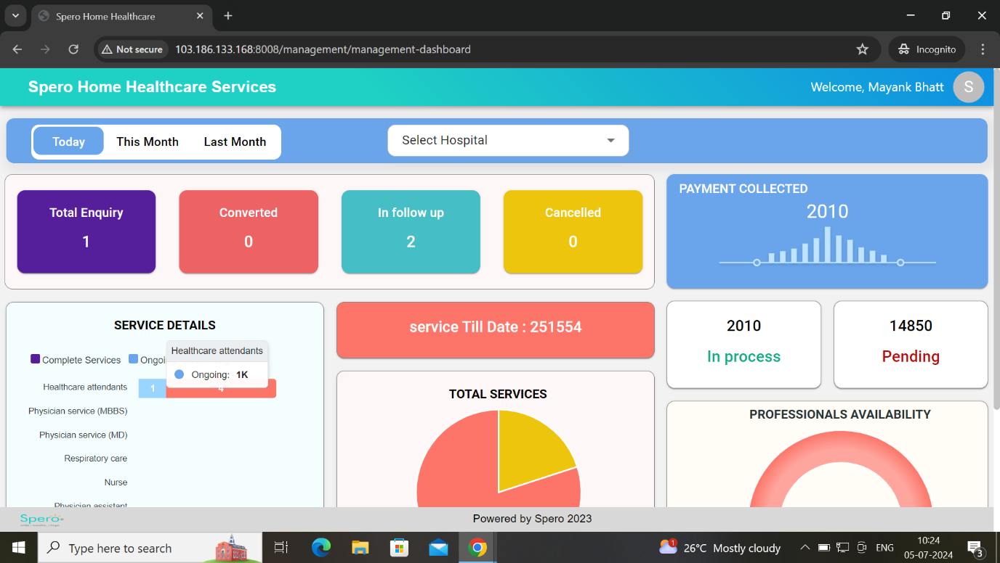 Spero Home Healthcare
Not secure
103.186.133.168:8008/management/management-dashboard
Incognito
Spero Home Healthcare Services
Welcome, Mayank Bhatt
S
Today
This Month
Last Month
Select Hospital
Total Enquiry
1
Converted
0
In follow up
2
Cancelled
0
PAYMENT COLLECTED
2010
SERVICE DETAILS
Complete Services
Ongoi
Healthcare attendants
Ongoing: 1K
Healthcare attendants
1
4
Physician service (MBBS)
Physician service (MD)
Respiratory care
Nurse
Physician assistant
service Till Date : 251554
TOTAL SERVICES
2010
In process
14850
Pending
PROFESSIONALS AVAILABILITY
Spero
Powered by Spero 2023
Type here to search
1
26°C Mostly cloudy
ENG
10:24
05-07-2024
3